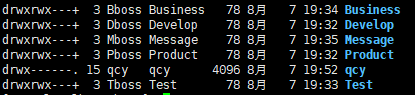 drwxrwx---+  3 Bboss Business   78 8月   7 19:34 Business
drwxrwx---+  3 Dboss Develop    78 8月   7 19:32 Develop
drwxrwx---+  3 Mboss Message    78 8月   7 19:35 Message
drwxrwx---+  3 Pboss Product    78 8月   7 19:32 Product
drwx------. 15 qcy   qcy      4096 8月   7 19:52 qcy
drwxrwx---+  3 Tboss Test       78 8月   7 19:33 Test